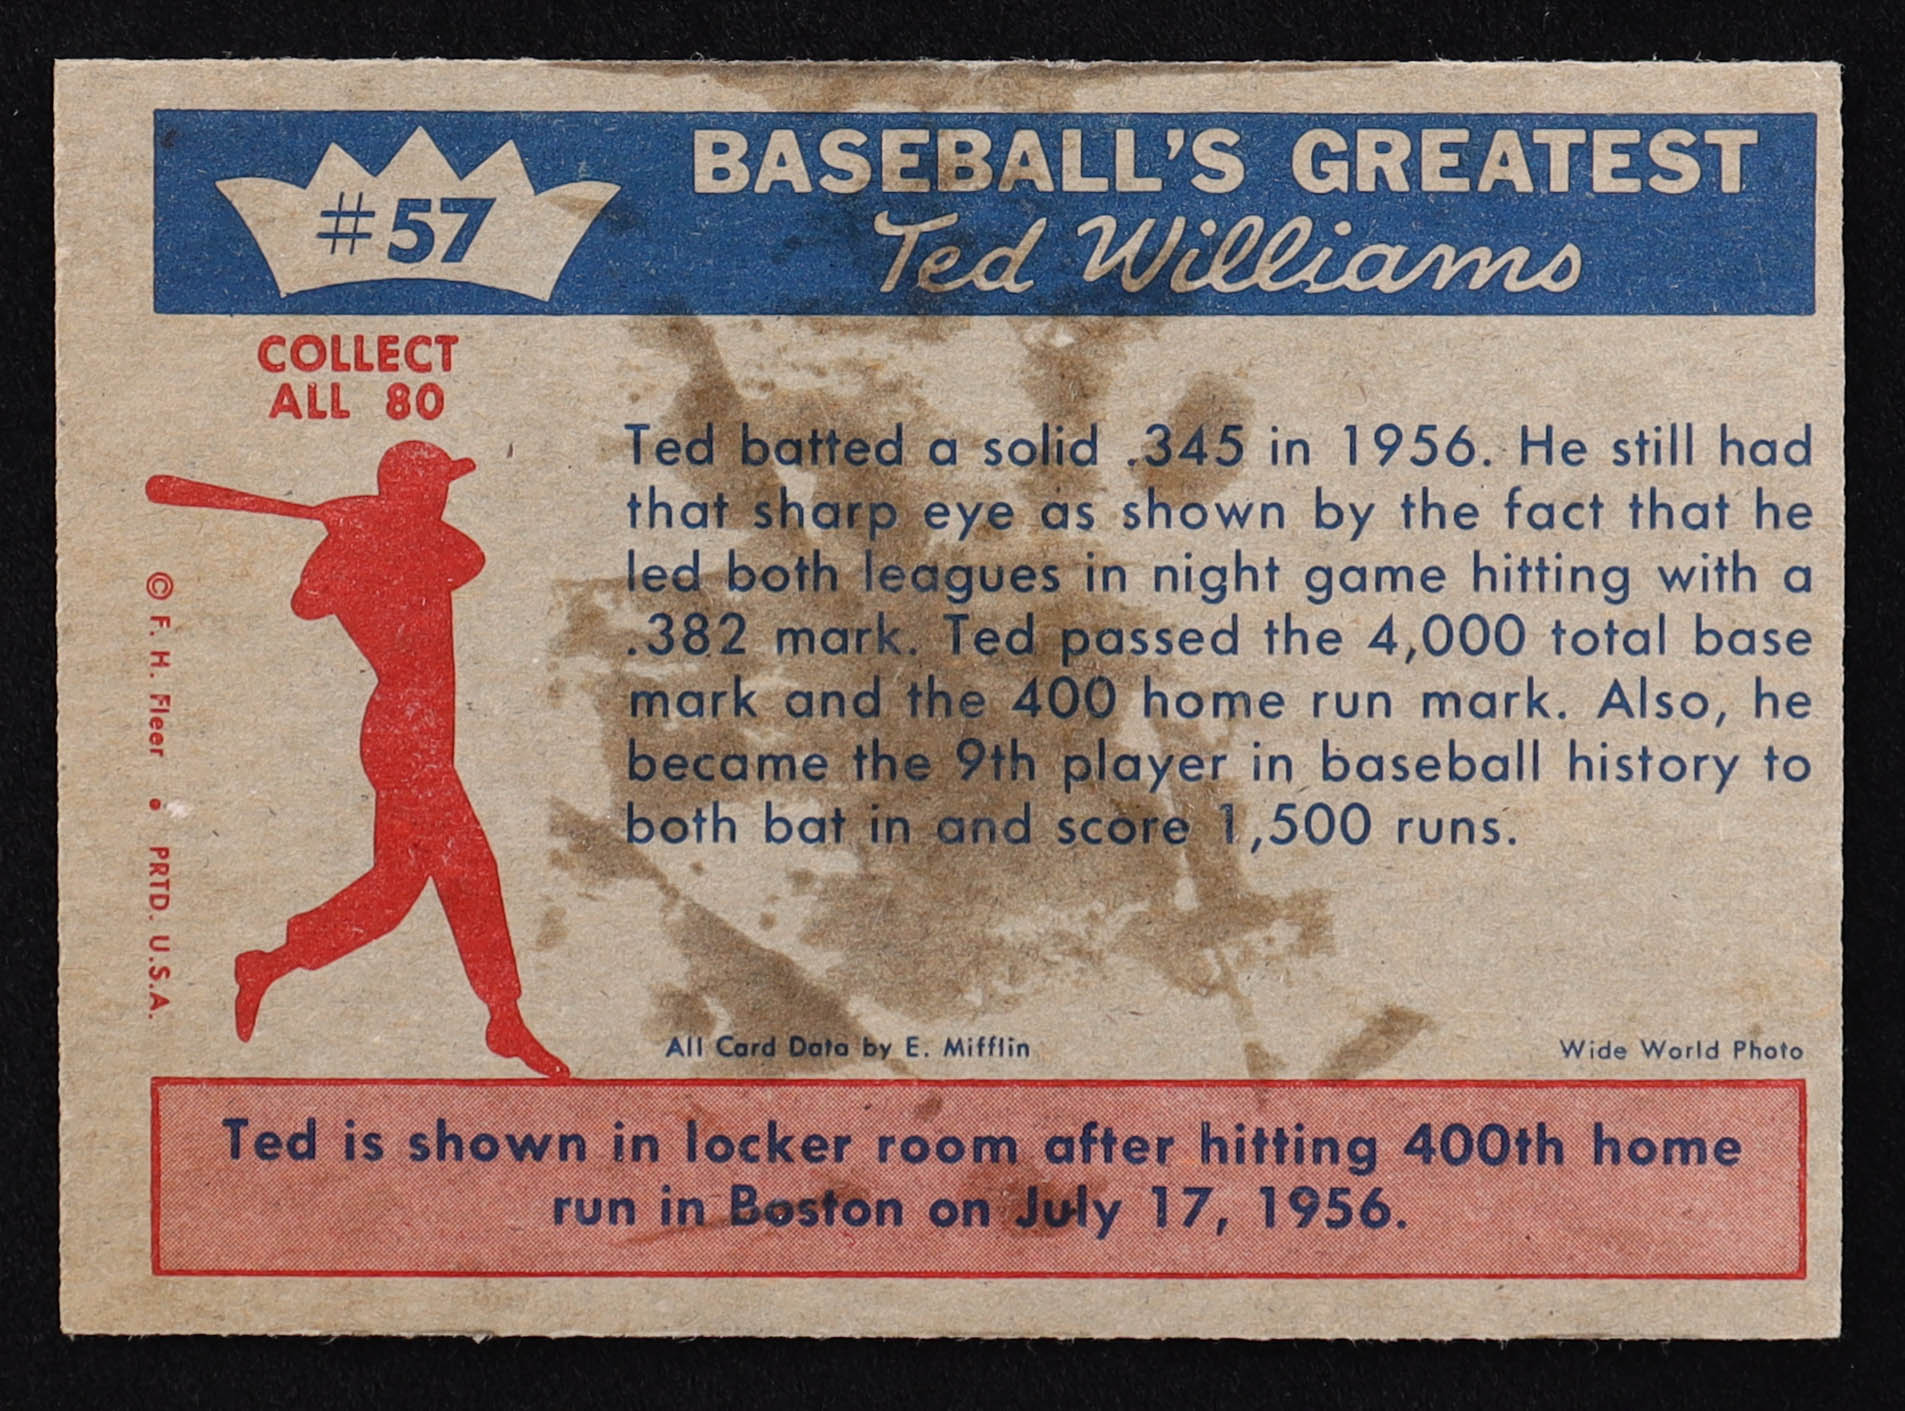 #57
BASEBALL'S GREATEST
Ted Williams
COLLECT
ALL 80
Ted batted a solid .345 in 1956. He still had
that sharp eye as shown by the fact that he
led both leagues in night game hitting with a
.382 mark. Ted passed the 4,000 total base
mark and the 400 home run mark. Also, he
became the 9th player in baseball history to
both bat in and score 1,500 runs.
© F. H. Fleer • PRTD. U.S.A.
All Card Data by E. Mifflin
Wide World Photo
Ted is shown in locker room after hitting 400th home
run in Boston on July 17, 1956.